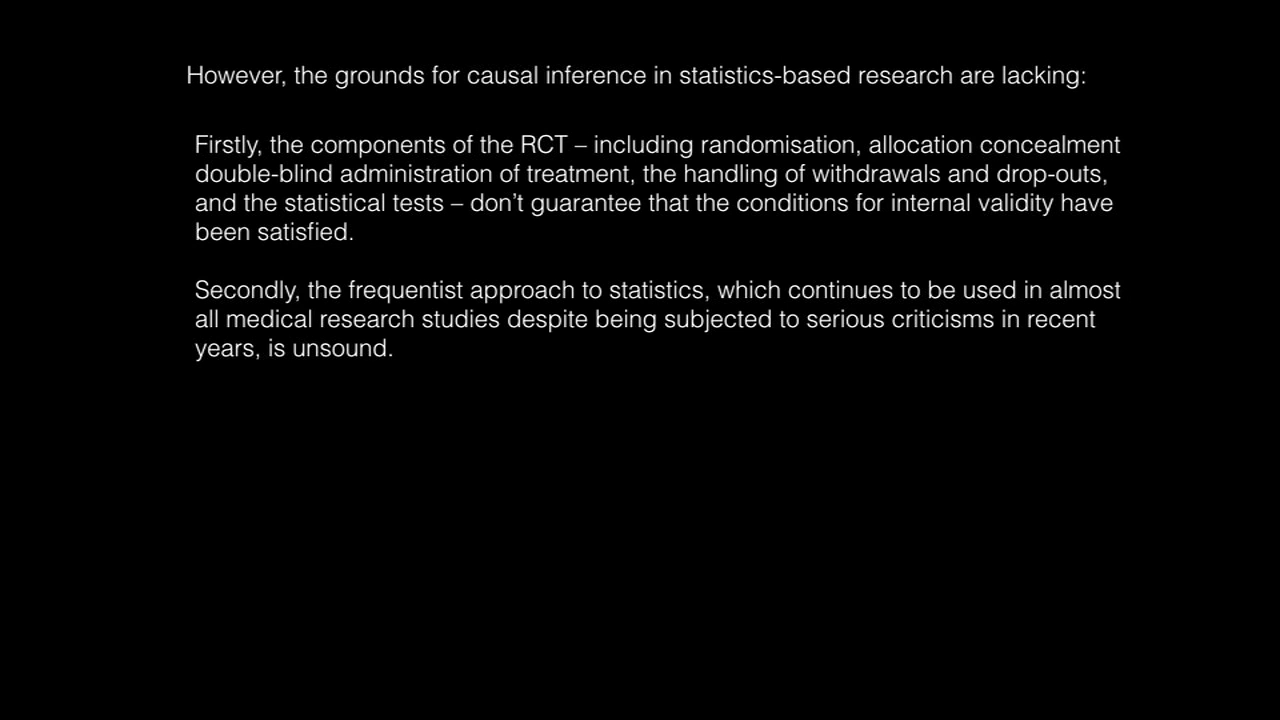 However, the grounds for causal inference in statistics-based research are lacking:
Firstly, the components of the RCT – including randomisation, allocation concealment
double-blind administration of treatment, the handling of withdrawals and drop-outs,
and the statistical tests – don’t guarantee that the conditions for internal validity have
been satisfied.
Secondly, the frequentist approach to statistics, which continues to be used in almost
all medical research studies despite being subjected to serious criticisms in recent
years, is unsound.